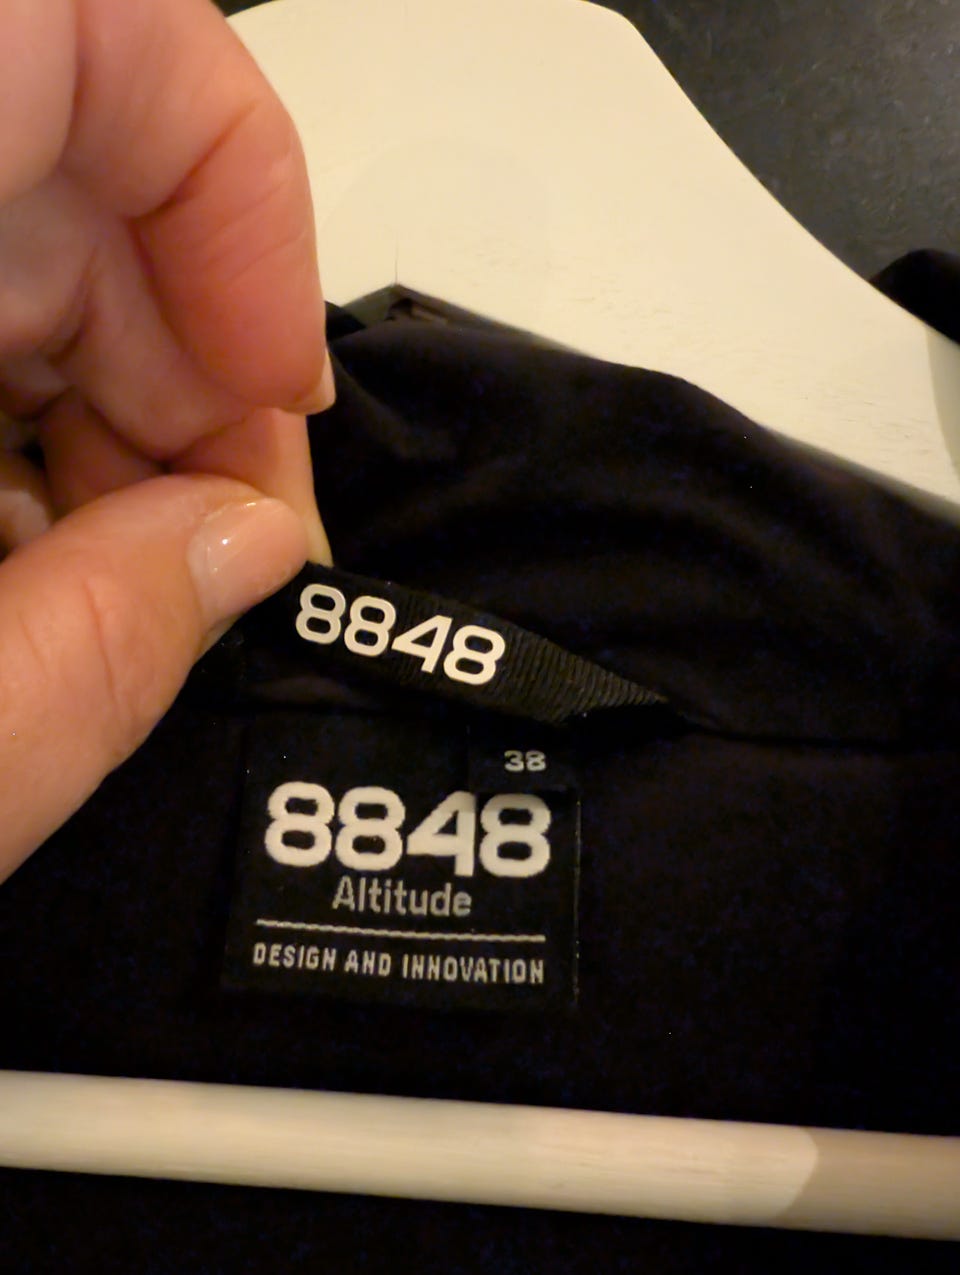 8848
38
8848
Altitude
DESIGN AND INNOVATION